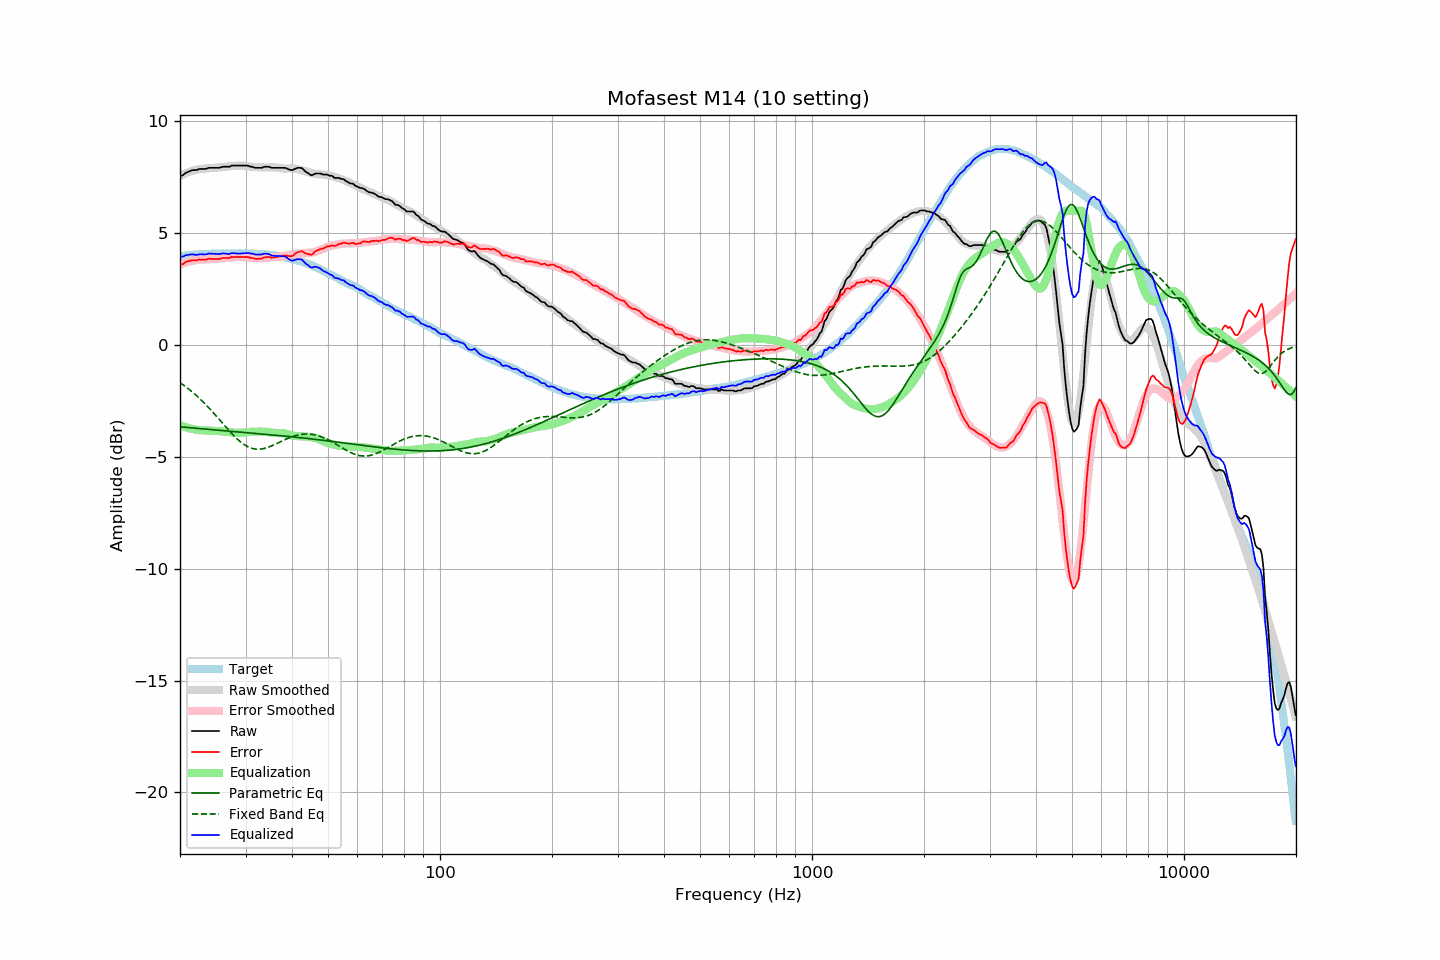 Mofasest M14 (10 setting)
10
5
0
−5
−10
−15
−20
Amplitude (dBr)
Target
Raw Smoothed
Error Smoothed
Raw
Error
Equalization
Parametric Eq
Fixed Band Eq
Equalized
100
1000
10000
Frequency (Hz)